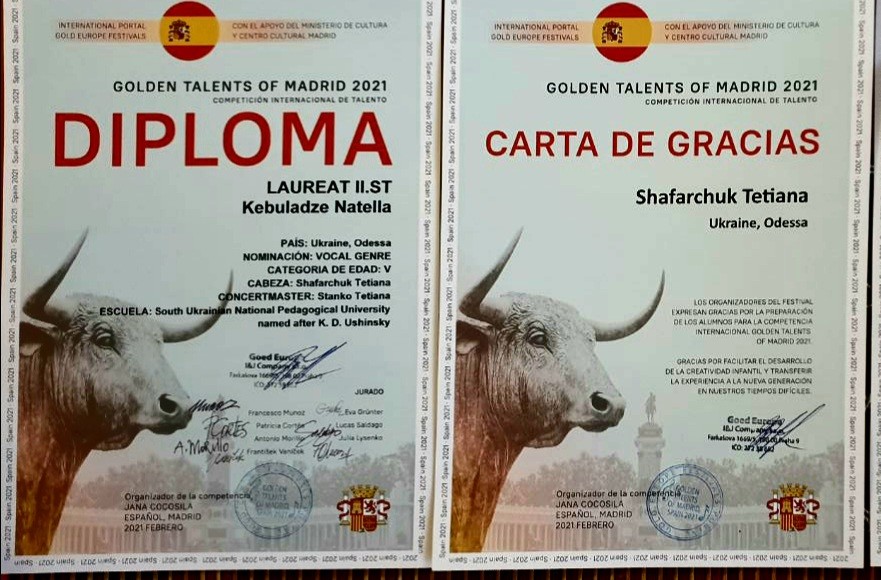 INTERNATIONAL PORTAL
GOLD EUROPE FESTIVALS
CON EL APOYO DEL MINISTERIO DE CULTURA
Y CENTRO CULTURAL MADRID
GOLDEN TALENTS OF MADRID 2021
COMPETICIÓN INTERNACIONAL DE TALENTO
DIPLOMA
LAUREAT II.ST
Kebuladze Natella
PAÍS: Ukraine, Odessa
NOMINACIÓN: VOCAL GENRE
CATEGORIA DE EDAD: V
CABEZA: Shafarchuk Tetiana
CONCERTMASTER: Stanko Tetiana
ESCUELA: South Ukrainian National Pedagogical University
named after K. D. Ushinsky
Goed
I&J Company
JURADO
Francesco Munoz
Eva Grünter
Patricia
Lucas Saldago
Antonio
Julia Lysenko
František Vaníček
Organizador de la competencia
JANA COCOSILA
ESPAÑOL, MADRID
2021 FEBRERO
INTERNATIONAL PORTAL
GOLD EUROPE FESTIVALS
CON EL APOYO DEL MINISTERIO DE CULTURA
Y CENTRO CULTURAL MADRID
GOLDEN TALENTS OF MADRID 2021
COMPETICIÓN INTERNACIONAL DE TALENTO
CARTA DE GRACIAS
Shafarchuk Tetiana
Ukraine, Odessa
LOS ORGANIZADORES DEL FESTIVAL
EXPRESAN GRACIAS POR LA PREPARACIÓN
DE LOS ALUMNOS PARA LA COMPETENCIA
INTERNACIONAL GOLDEN TALENTS
OF MADRID 2021.
GRACIAS POR FACILITAR EL DESARROLLO
DE LA CREATIVIDAD INFANTIL Y TRANSFERIR
LA EXPERIENCIA A LA NUEVA GENERACIÓN
EN NUESTROS TIEMPOS DIFÍCILES.
Goed
I&J
Organizador de la competencia
JANA COCOSILA
ESPAÑOL, MADRID
2021 FEBRERO
Spain 2021